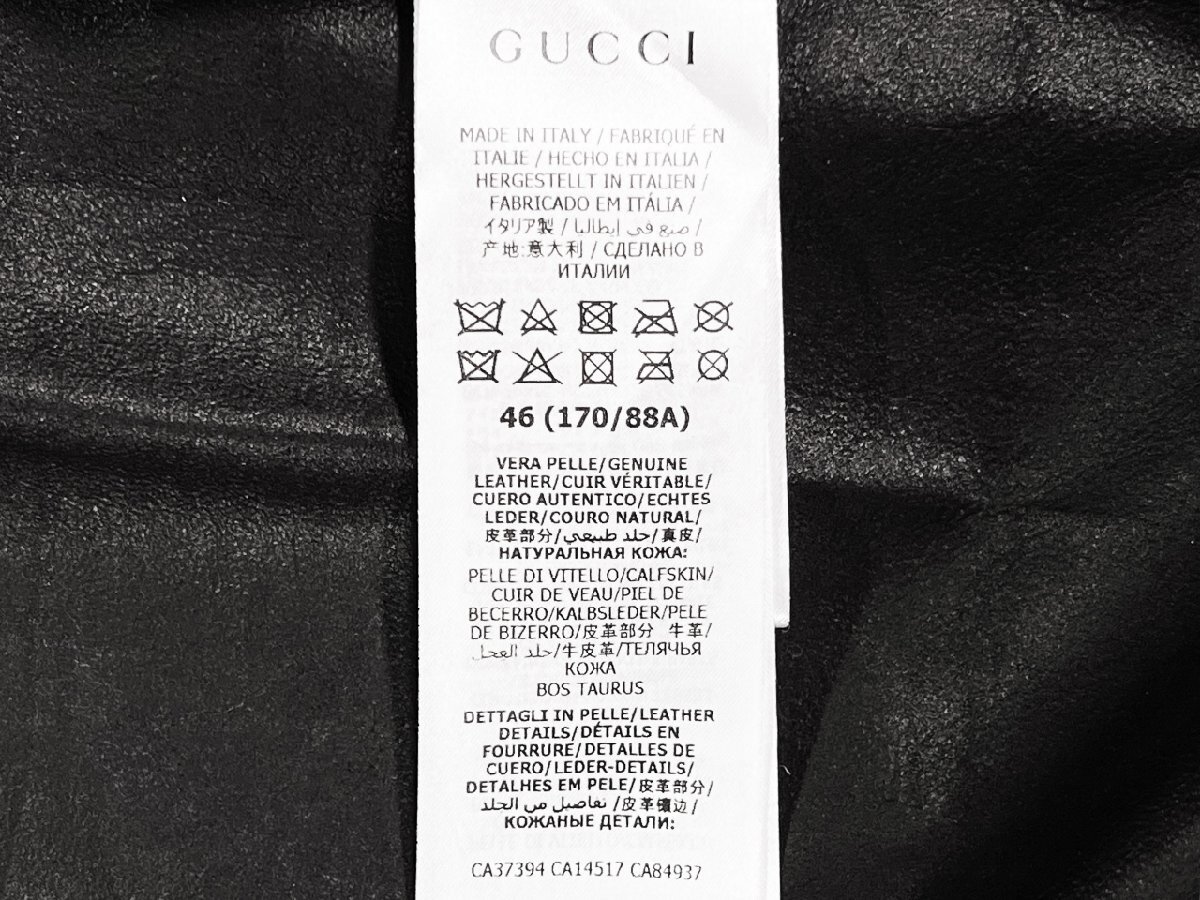 GUCCI
MADE IN ITALY / FABRIQUÉ EN
ITALIE / HECHO EN ITALIA /
HERGESTELLT IN ITALIEN /
FABRICADO EM ITÁLIA /
イタリア製 / صنع في إيطاليا /
产地:意大利 / СДЕЛАНО В
ИТАЛИИ
46 (170/88A)
VERA PELLE/GENUINE
LEATHER/CUIR VÉRITABLE/
CUERO AUTENTICO/ECHTES
LEDER/COURO NATURAL/
皮革部分/جلد طبيعي/真皮/
НАТУРАЛЬНАЯ КОЖА:
PELLE DI VITELLO/CALFSKIN/
CUIR DE VEAU/PIEL DE
BECERRO/KALBSLEDER/PELE
DE BIZERRO/皮革部分 牛革/
جلد العجل/牛皮革/ТЕЛЯЧЬЯ
КОЖА
BOS TAURUS
DETTAGLI IN PELLE/LEATHER
DETAILS/DÉTAILS EN
FOURRURE/DETALLES DE
CUERO/LEDER-DETAILS/
DETALHES EM PELE/皮革部分/
تفاصيل من الجلد /皮革镶边/
КОЖАНЫЕ ДЕТАЛИ:
CA37394 CA14517 CA84937